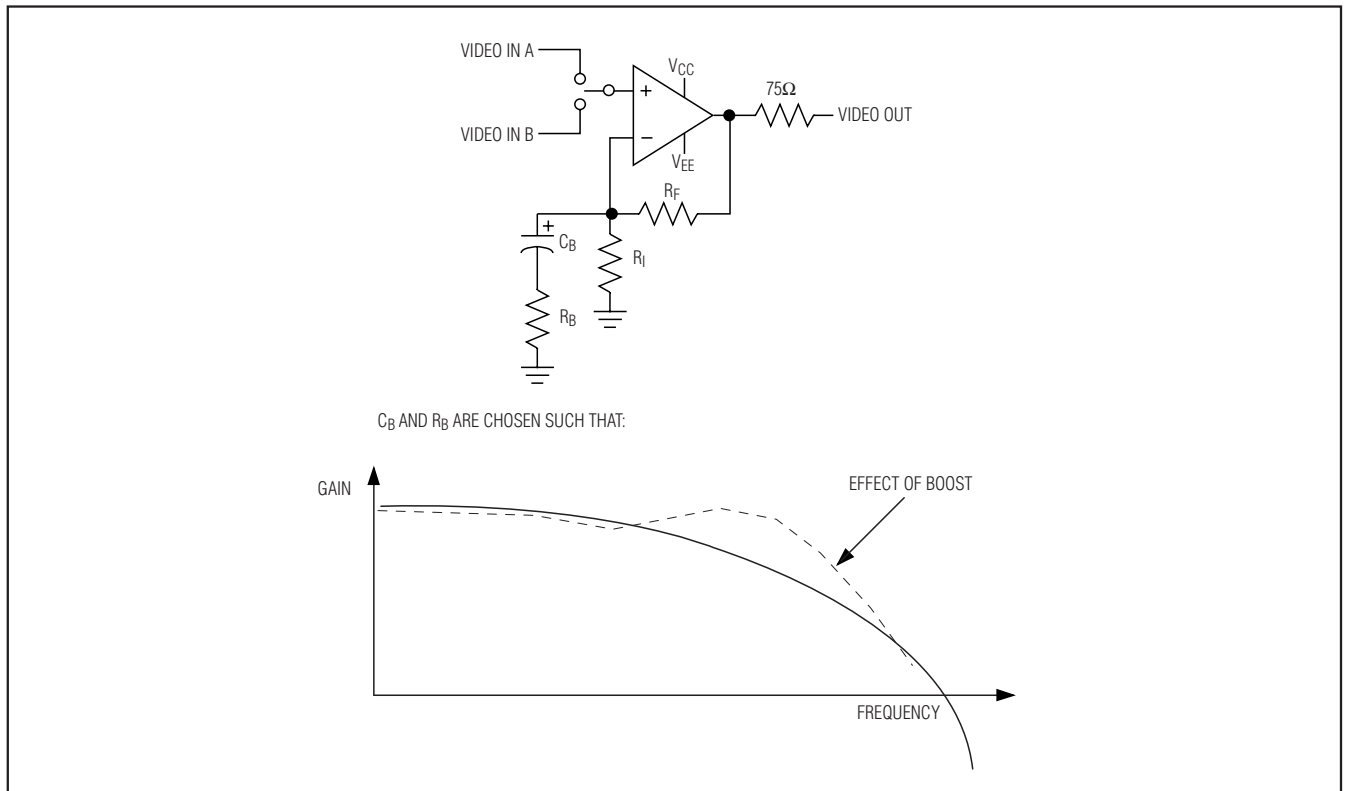 VIDEO IN A
VIDEO IN B
+
−
VCC
VEE
75Ω
VIDEO OUT
RF
+
CB
RI
RB
CB AND RB ARE CHOSEN SUCH THAT:
GAIN
EFFECT OF BOOST
FREQUENCY